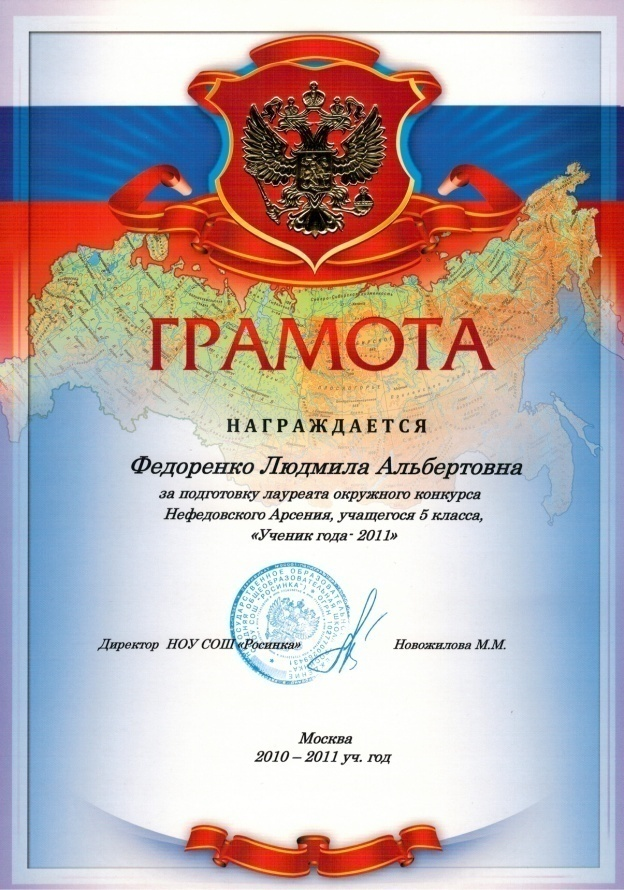 ГРАМОТА
НАГРАЖДАЕТСЯ
Федоренко Людмила Альбертовна
за подготовку лауреата окружного конкурса
Нефедовского Арсения, учащегося 5 класса,
«Ученик года- 2011»
Директор НОУ СОШ «Росинка» Новожилова М.М.
Москва
2010 – 2011 уч. год